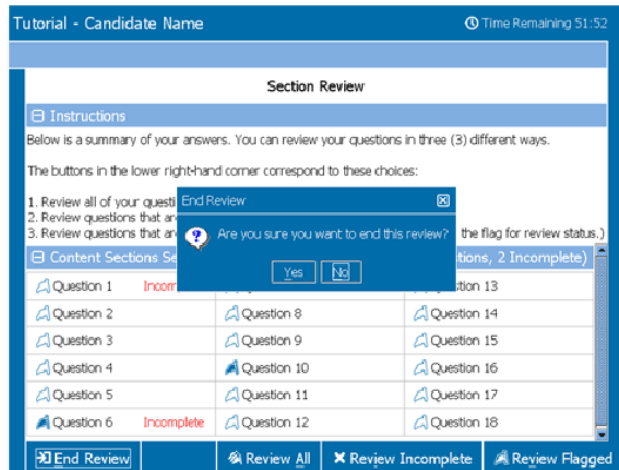 Tutorial - Candidate Name
Time Remaining 51:52
Section Review
Instructions
Below is a summary of your answers. You can review your questions in three (3) different ways.
The buttons in the lower right-hand corner correspond to these choices:
1. Review all of your questi
2. Review questions that are
3. Review questions that are the flag for review status.)
End Review
Are you sure you want to end this review?
Yes No
Content Sections Se tions, 2 Incomplete)
Question 1 Incom tion 13
Question 2 Question 8 Question 14
Question 3 Question 9 Question 15
Question 4 Question 10 Question 16
Question 5 Question 11 Question 17
Question 6 Incomplete Question 12 Question 18
End Review Review All Review Incomplete Review Flagged